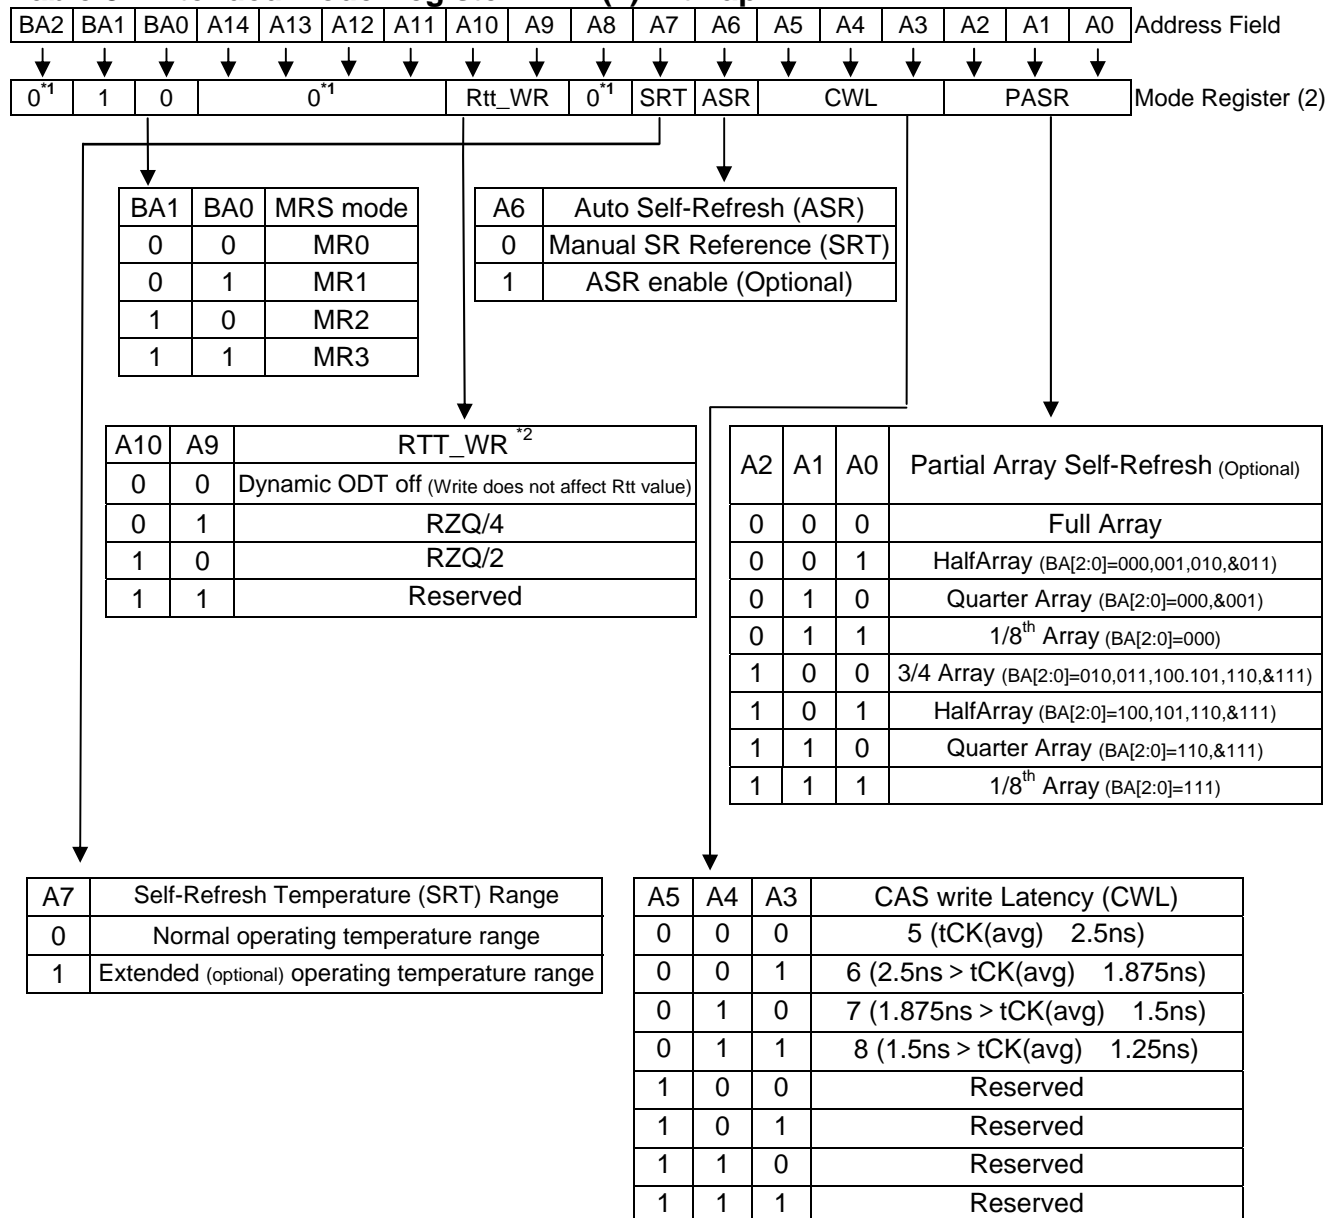 BA2 BA1 BA0 A14 A13 A12 A11 A10 A9 A8 A7 A6 A5 A4 A3 A2 A1 A0 Address Field
0*1 1 0 0*1 Rtt_WR 0*1 SRT ASR CWL PASR Mode Register (2)
BA1 BA0 MRS mode
0 0 MR0
0 1 MR1
1 0 MR2
1 1 MR3
A6 Auto Self-Refresh (ASR)
0 Manual SR Reference (SRT)
1 ASR enable (Optional)
A10 A9 RTT_WR *2
0 0 Dynamic ODT off (Write does not affect Rtt value)
0 1 RZQ/4
1 0 RZQ/2
1 1 Reserved
A2 A1 A0 Partial Array Self-Refresh (Optional)
0 0 0 Full Array
0 0 1 HalfArray (BA[2:0]=000,001,010,&011)
0 1 0 Quarter Array (BA[2:0]=000,&001)
0 1 1 1/8th Array (BA[2:0]=000)
1 0 0 3/4 Array (BA[2:0]=010,011,100.101,110,&111)
1 0 1 HalfArray (BA[2:0]=100,101,110,&111)
1 1 0 Quarter Array (BA[2:0]=110,&111)
1 1 1 1/8th Array (BA[2:0]=111)
A7 Self-Refresh Temperature (SRT) Range
0 Normal operating temperature range
1 Extended (optional) operating temperature range
A5 A4 A3 CAS write Latency (CWL)
0 0 0 5 (tCK(avg) 2.5ns)
0 0 1 6 (2.5ns > tCK(avg) 1.875ns)
0 1 0 7 (1.875ns > tCK(avg) 1.5ns)
0 1 1 8 (1.5ns > tCK(avg) 1.25ns)
1 0 0 Reserved
1 0 1 Reserved
1 1 0 Reserved
1 1 1 Reserved